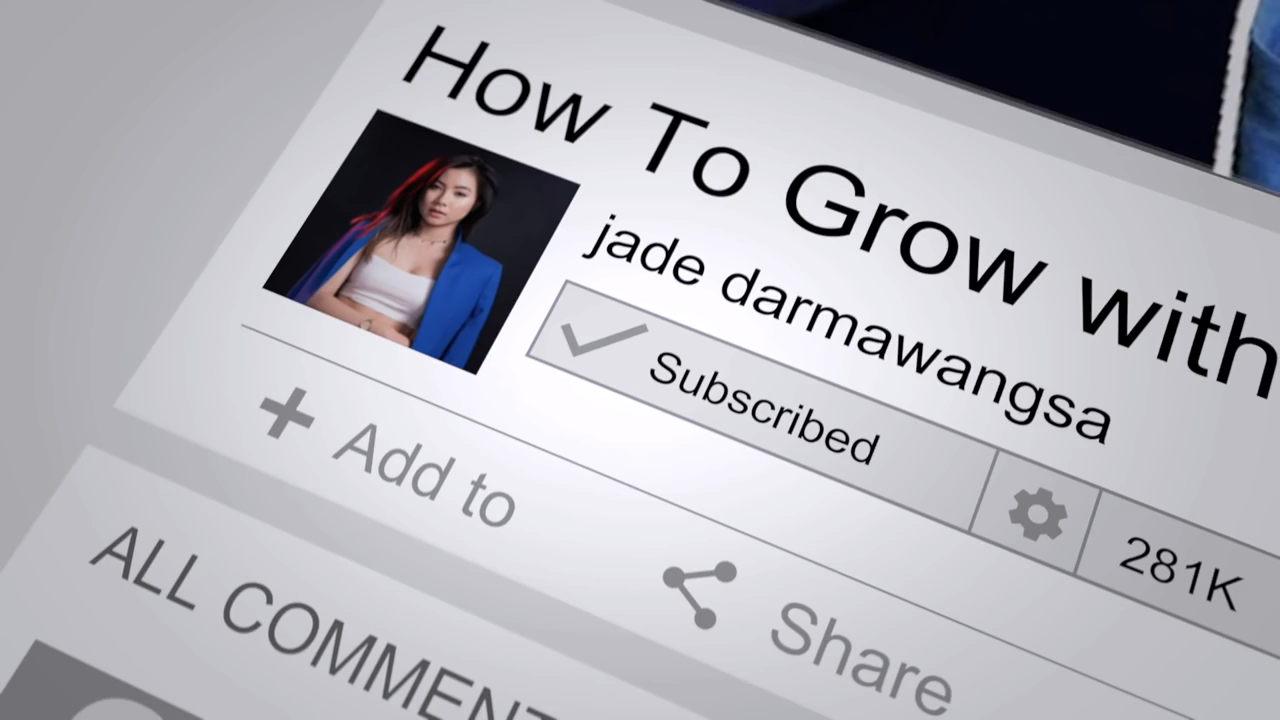 How To Grow with
jade darmawangsa
Subscribed
281K
Add to
Share
ALL COMMENT